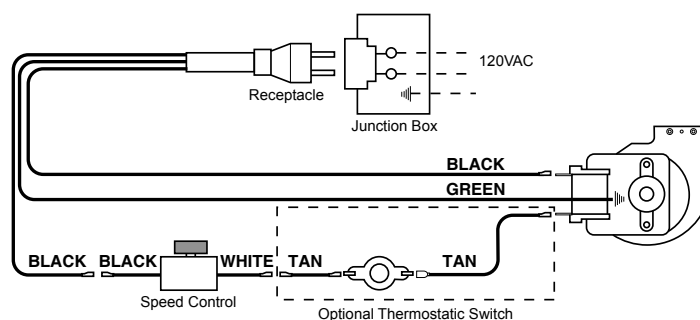 120VAC
Receptacle
Junction Box
BLACK
GREEN
BLACK BLACK WHITE TAN TAN
Speed Control
Optional Thermostatic Switch